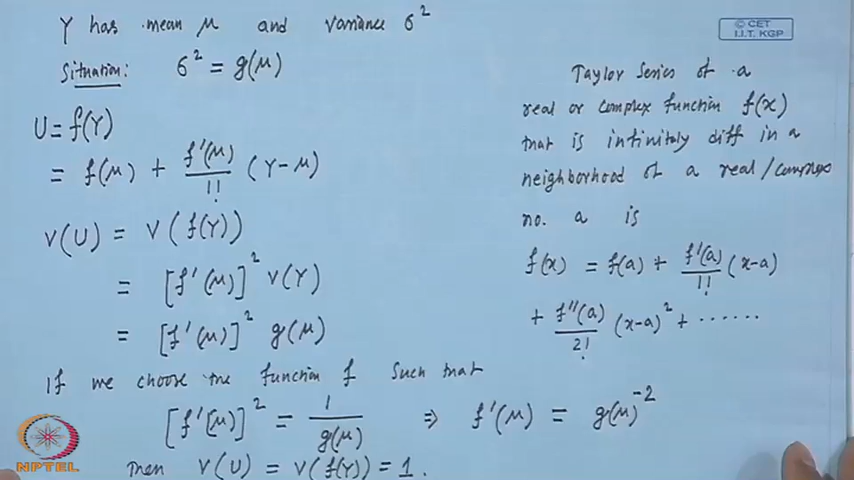 Y has mean μ and variance σ²
© CET
I.I.T. KGP
Situation: σ² = g(μ)
U = f(Y)
= f(μ) + f'(μ)/1! (Y-μ)
V(U) = V(f(Y))
= [f'(μ)]² V(Y)
= [f'(μ)]² g(μ)
Taylor Series of a
real or complex function f(x)
that is infinitely diff in a
neighborhood of a real/complex
no. a is
f(x) = f(a) + f'(a)/1! (x-a)
+ f''(a)/2! (x-a)² + ......
If we choose the function f such that
[f'(μ)]² = 1/g(μ) ⇒ f'(μ) = g(μ)⁻²
then V(U) = V(f(Y)) = 1.
NPTEL